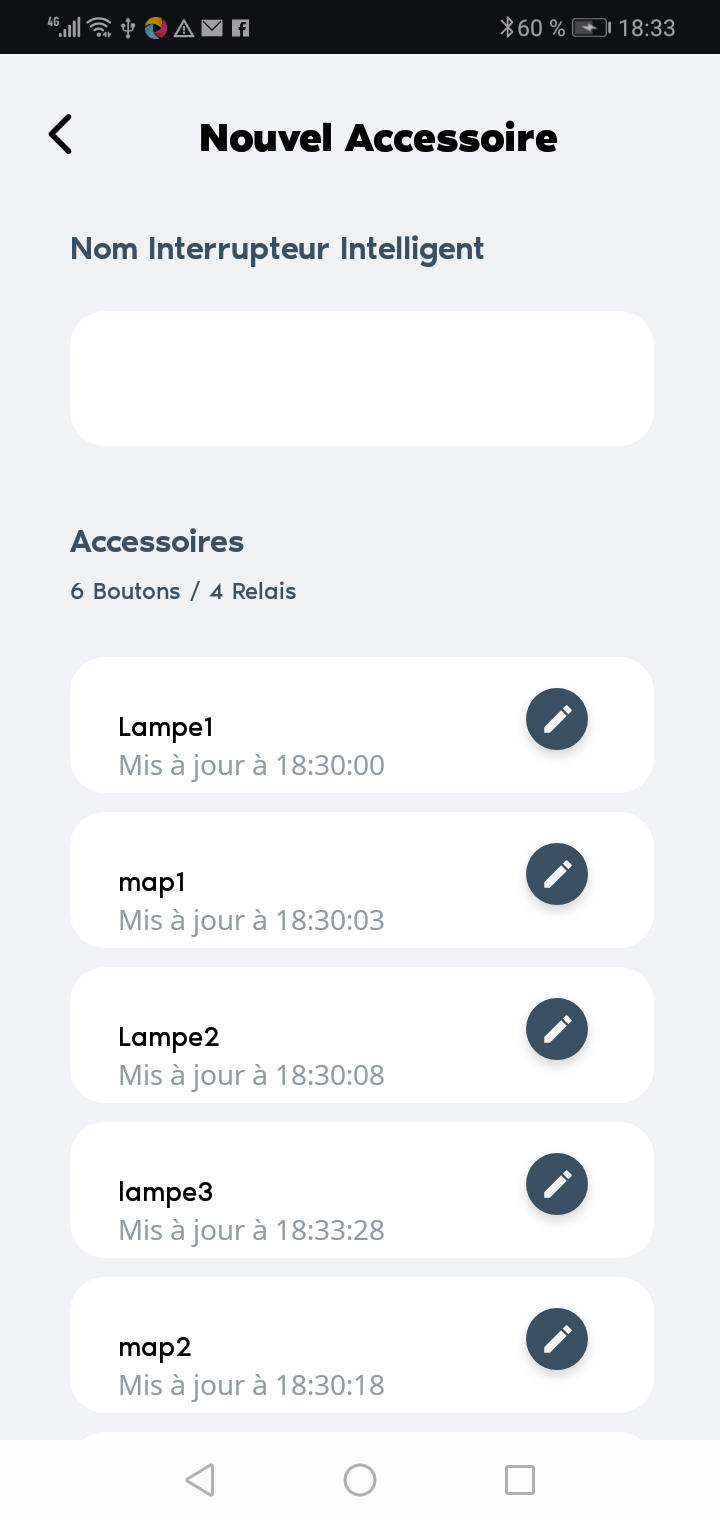 4G 60 % 18:33
Nouvel Accessoire
Nom Interrupteur Intelligent
Accessoires
6 Boutons / 4 Relais
Lampe1
Mis à jour à 18:30:00
map1
Mis à jour à 18:30:03
Lampe2
Mis à jour à 18:30:08
lampe3
Mis à jour à 18:33:28
map2
Mis à jour à 18:30:18